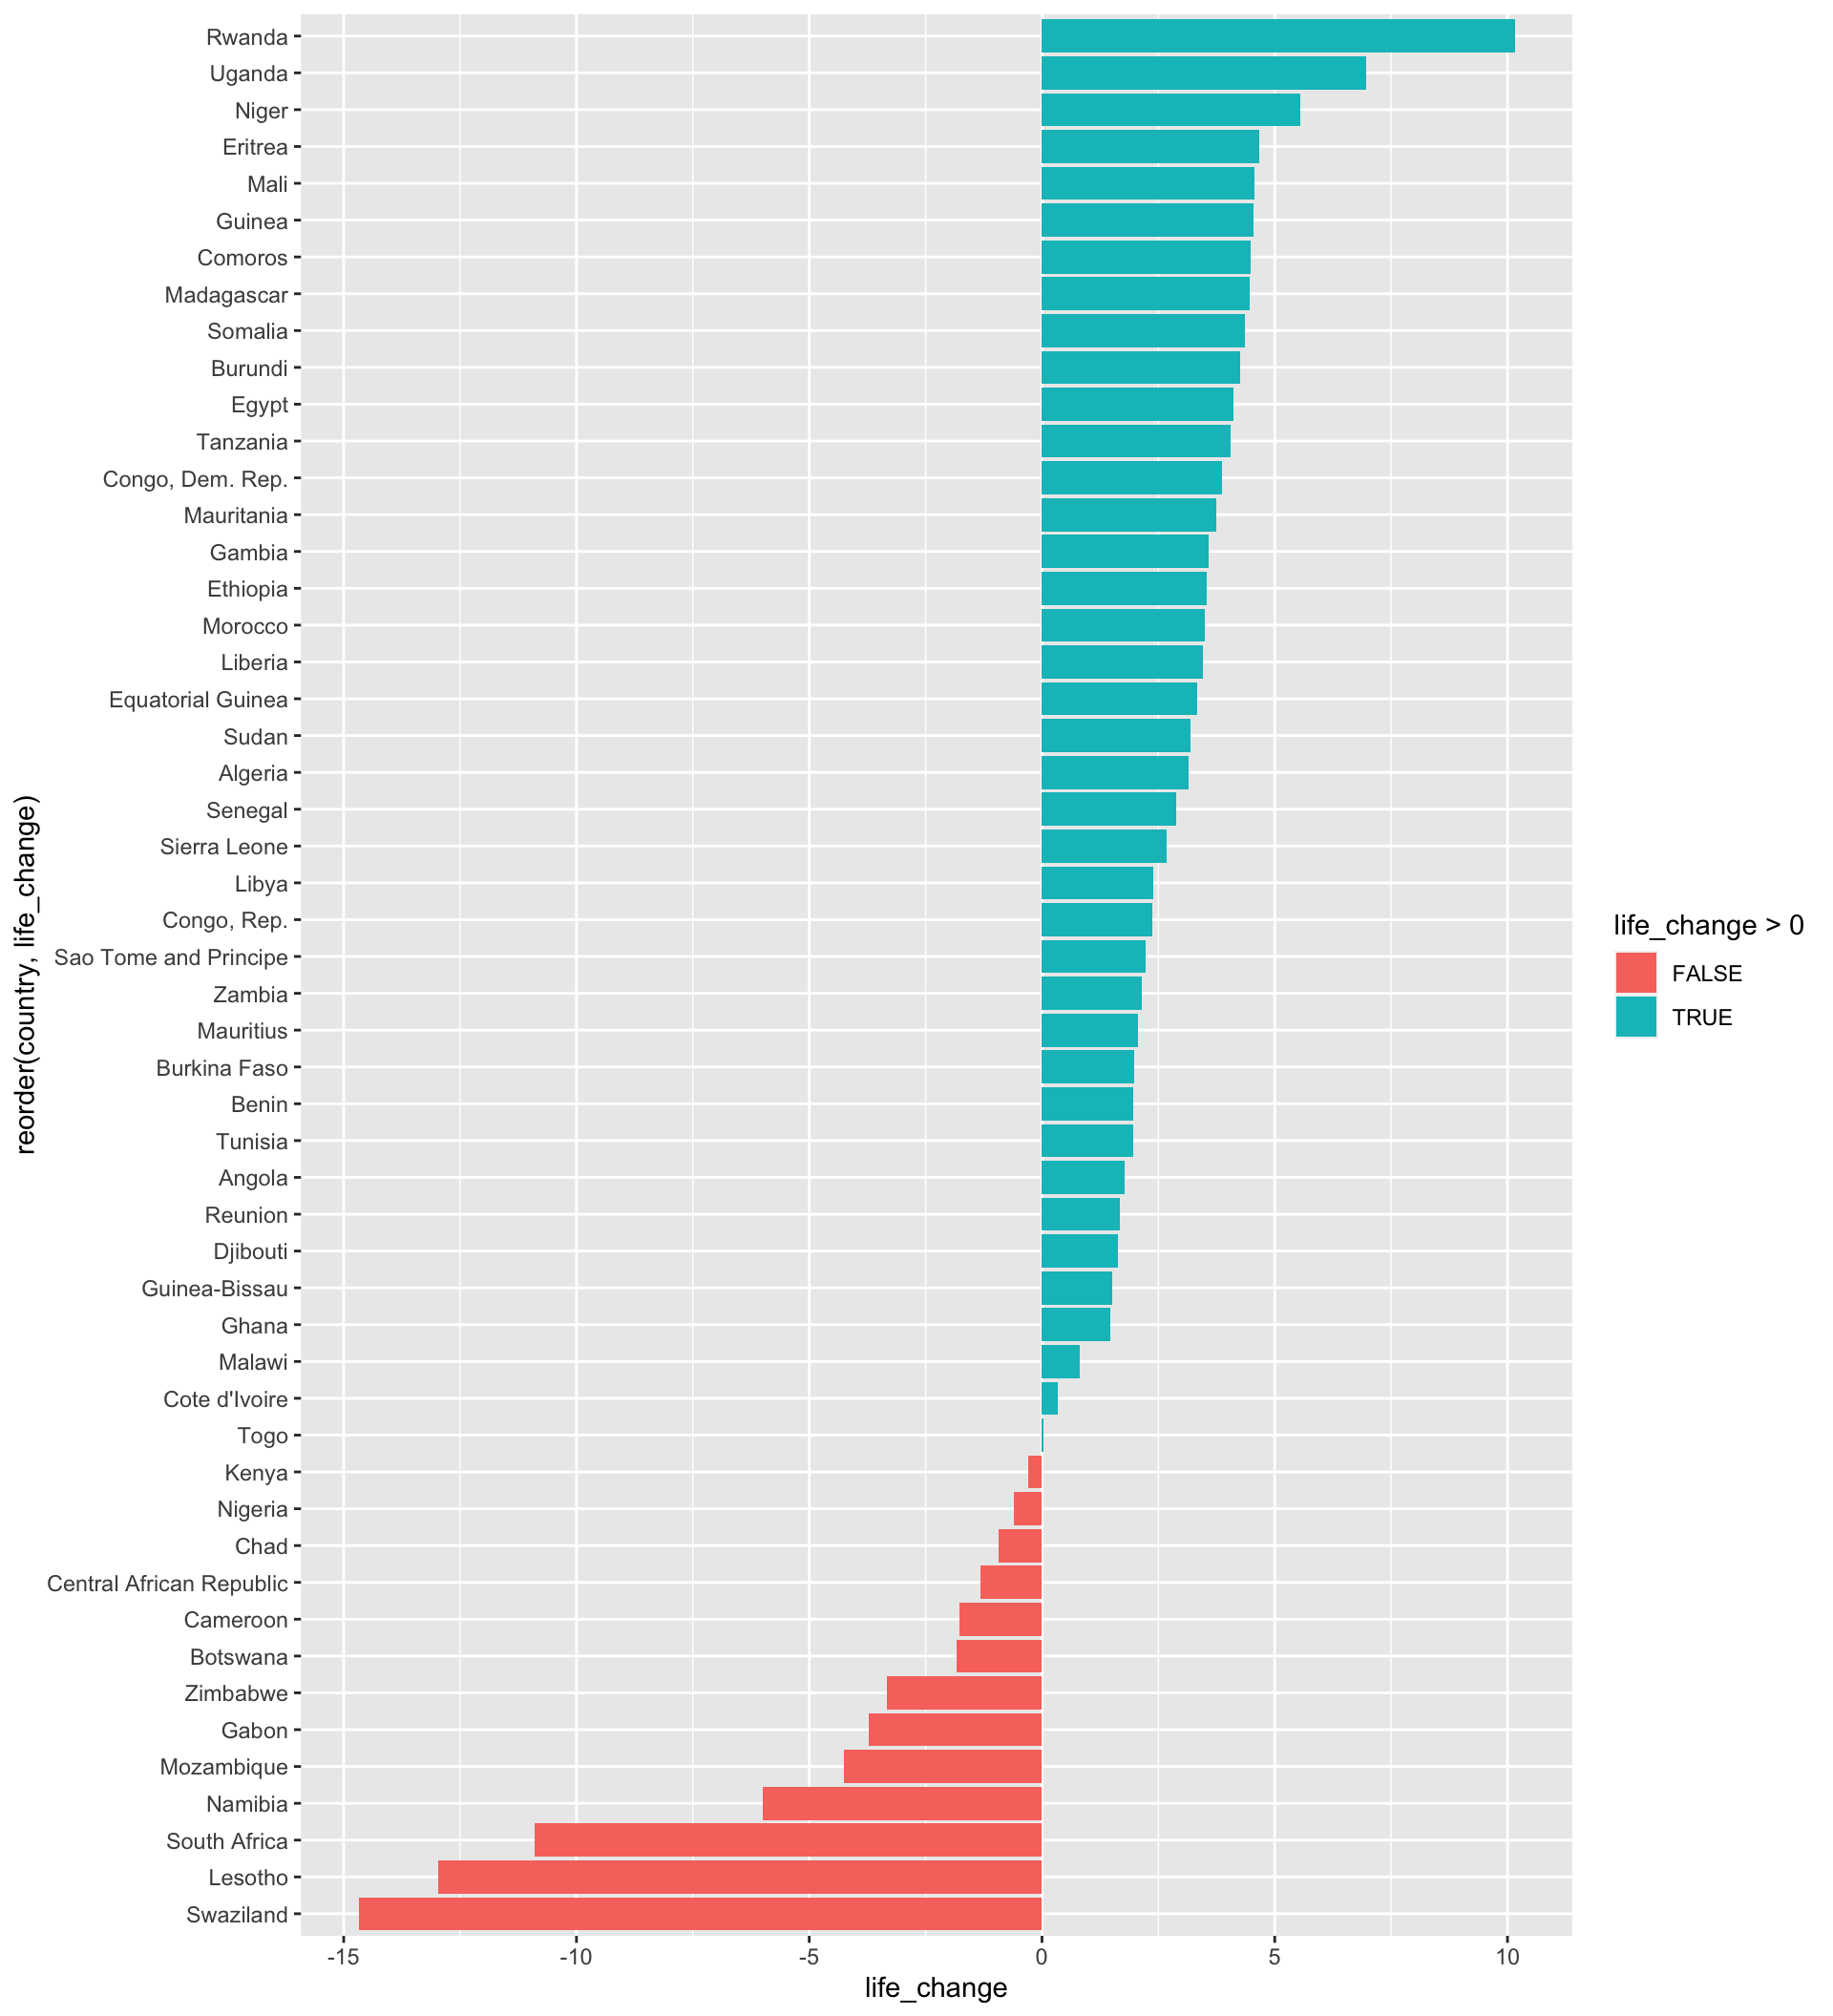 Rwanda
Uganda
Niger
Eritrea
Mali
Guinea
Comoros
Madagascar
Somalia
Burundi
Egypt
Tanzania
Congo, Dem. Rep.
Mauritania
Gambia
Ethiopia
Morocco
Liberia
Equatorial Guinea
Sudan
Algeria
Senegal
Sierra Leone
Libya
Congo, Rep.
Sao Tome and Principe
Zambia
Mauritius
Burkina Faso
Benin
Tunisia
Angola
Reunion
Djibouti
Guinea-Bissau
Ghana
Malawi
Cote d'Ivoire
Togo
Kenya
Nigeria
Chad
Central African Republic
Cameroon
Botswana
Zimbabwe
Gabon
Mozambique
Namibia
South Africa
Lesotho
Swaziland
reorder(country, life_change)
-15 -10 -5 0 5 10
life_change
life_change > 0
FALSE
TRUE